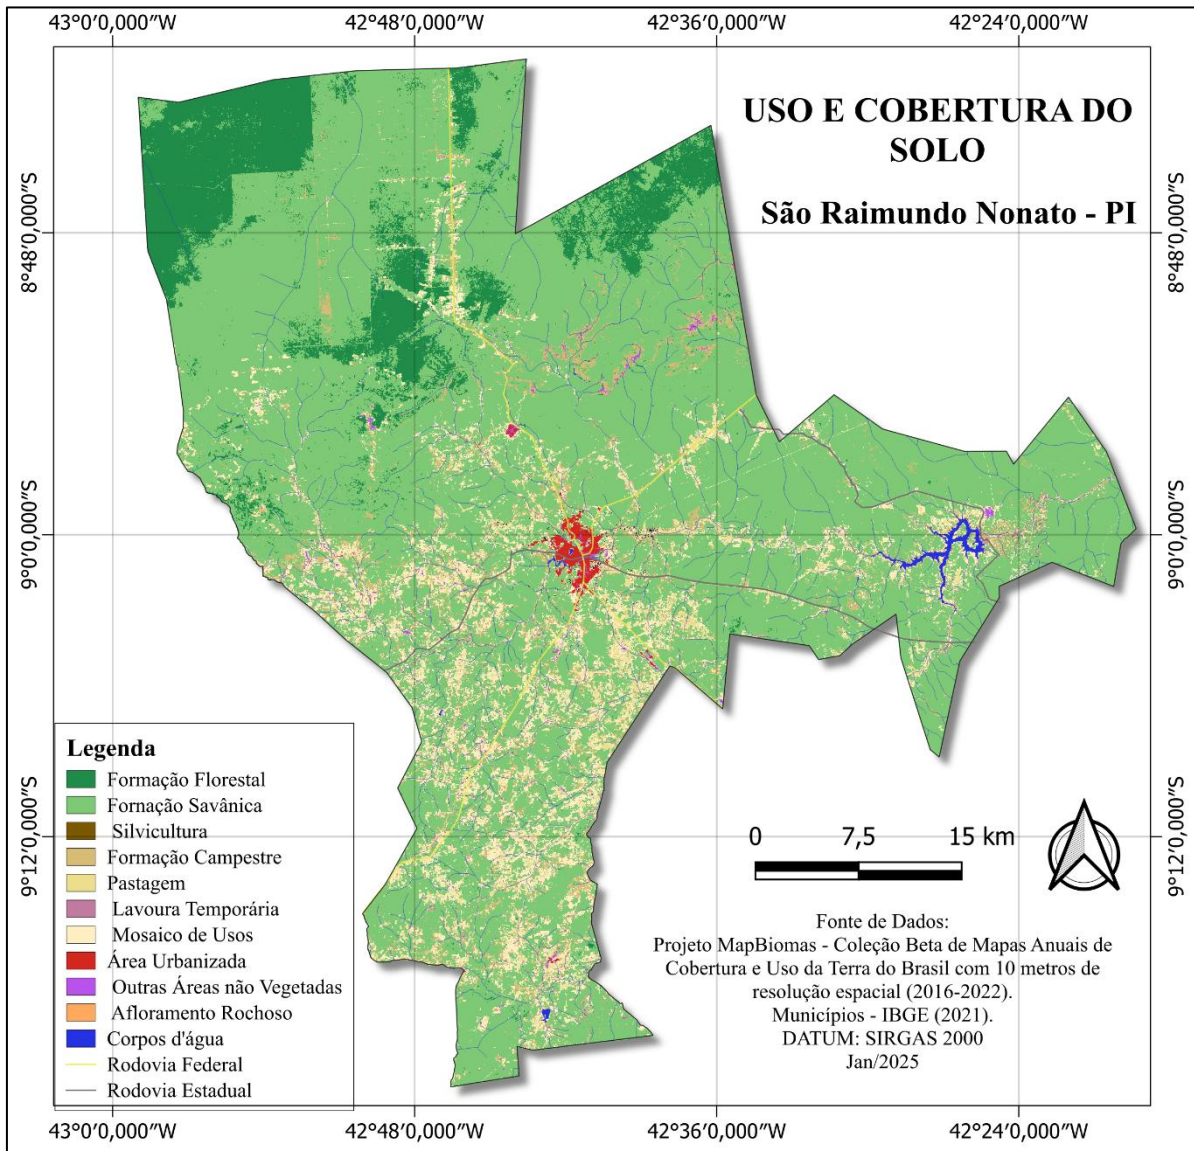 43°0′0,000″W
42°48′0,000″W
42°36′0,000″W
42°24′0,000″W
USO E COBERTURA DO
SOLO
São Raimundo Nonato - PI
8°48′0,000″S
8°48′0,000″S
9°0′0,000″S
9°0′0,000″S
9°12′0,000″S
9°12′0,000″S
Legenda
Formação Florestal
Fornação Savânica
Silvicultura
Formação Campestre
Pastagem
Lavoura Temporária
Mosaico de Usos
Área Urbanizada
Outras Áreas não Vegetadas
Afloramento Rochoso
Corpos d'água
Rodovia Federal
Rodovia Estadual
0 7,5 15 km
Fonte de Dados:
Projeto MapBiomas - Coleção Beta de Mapas Anuais de
Cobertura e Uso da Terra do Brasil com 10 metros de
resolução espacial (2016-2022).
Municípios - IBGE (2021).
DATUM: SIRGAS 2000
Jan/2025
43°0′0,000″W
42°48′0,000″W
42°36′0,000″W
42°24′0,000″W